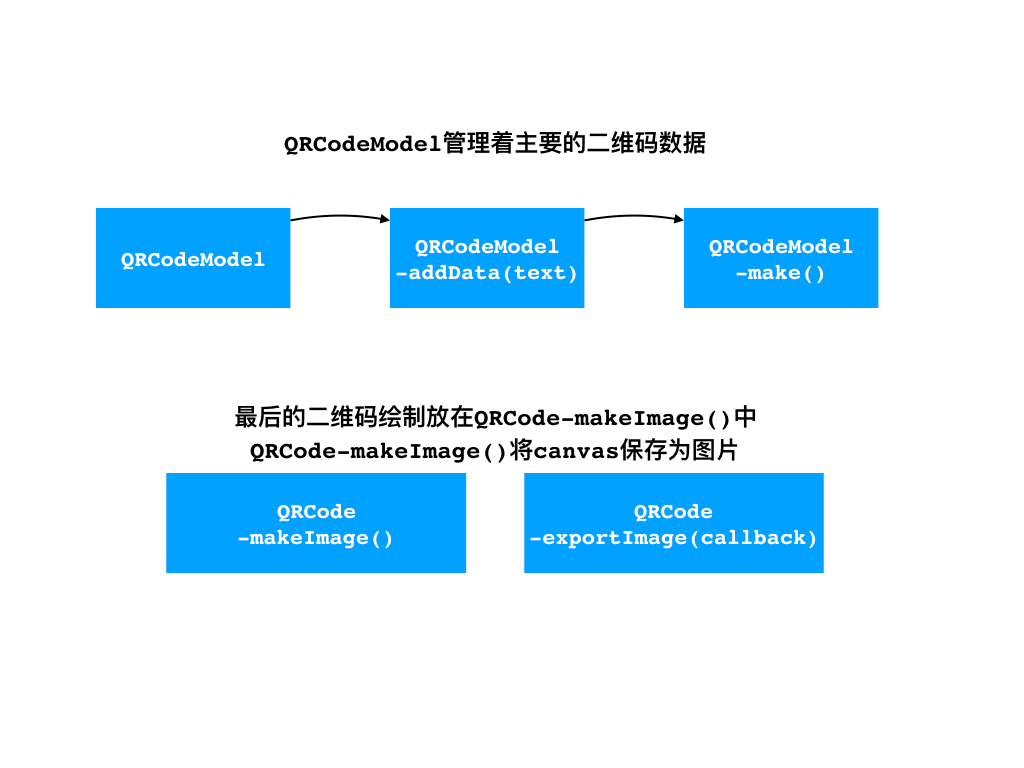 QRCodeModel管理着主要的二维码数据
QRCodeModel
QRCodeModel
-addData(text)
QRCodeModel
-make()
最后的二维码绘制放在QRCode-makeImage()中
QRCode-makeImage()将canvas保存为图片
QRCode
-makeImage()
QRCode
-exportImage(callback)